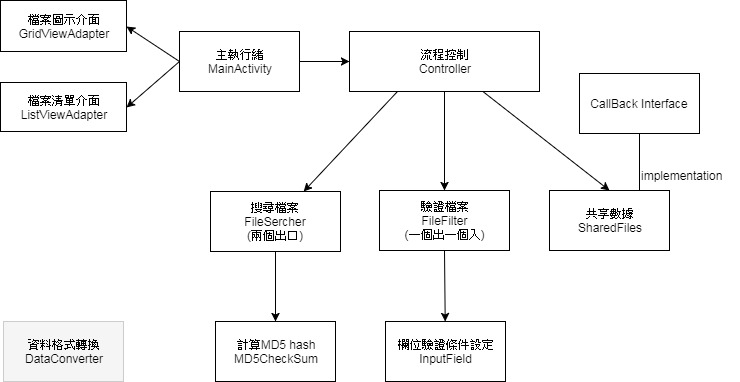 檔案圖示介面
GridViewAdapter
主執行緒
MainActivity
流程控制
Controller
檔案清單介面
ListViewAdapter
CallBack Interface
implementation
搜尋檔案
FileSercher
(兩個出口)
驗證檔案
FileFilter
(一個出一個入)
共享數據
SharedFiles
資料格式轉換
DataConverter
計算MD5 hash
MD5CheckSum
欄位驗證條件設定
InputField